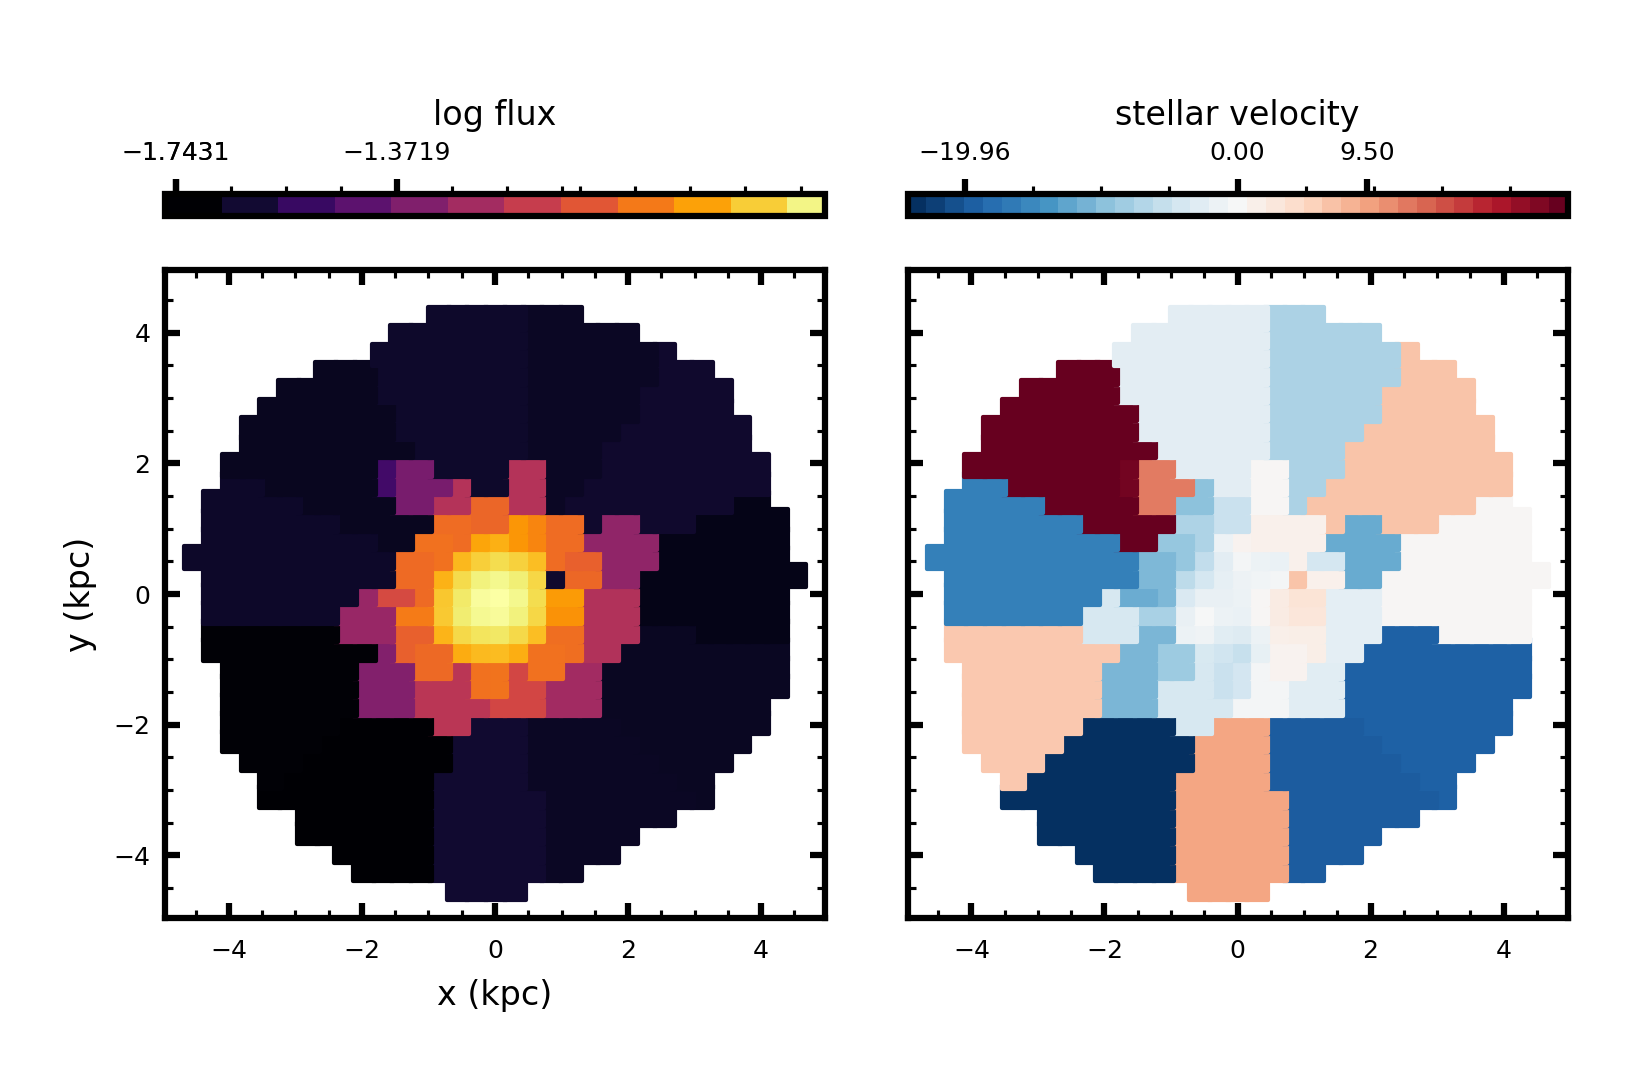 log flux
stellar velocity
−1.7431 −1.3719
−19.96 0.00 9.50
4
2
0
−2
−4
y (kpc)
−4 −2 0 2 4
−4 −2 0 2 4
x (kpc)